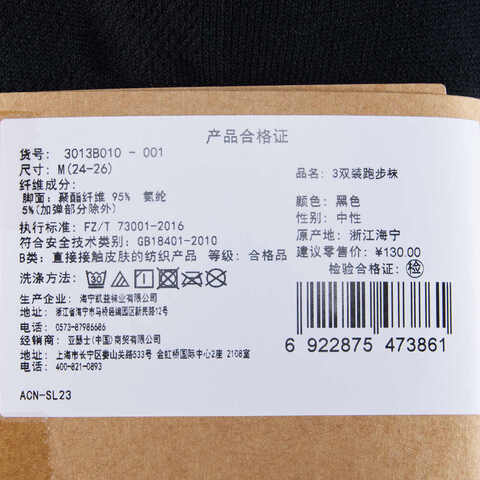 产品合格证
货号: 3013B010 - 001
尺寸: M(24-26)
品名: 3双装跑步袜
纤维成分:
脚面: 聚酯纤维 95% 氨纶
5%(加弹部分除外)
颜色: 黑色
性别: 中性
执行标准: FZ/T 73001-2016
原产地: 浙江海宁
符合安全技术类别: GB18401-2010
建议零售价: ¥130.00
B类: 直接接触皮肤的纺织产品 等级: 合格品
检验合格证: 检
洗涤方法:
生产企业: 海宁凯益袜业有限公司
地址: 浙江省海宁市马桥经编园区新民路12号
电话: 0573-87986686
经销商: 亚瑟士(中国)商贸有限公司
地址: 上海市长宁区娄山关路533号 金虹桥国际中心2座 2108室
电话: 400-821-0893
6 922875 473861
ACN-SL23